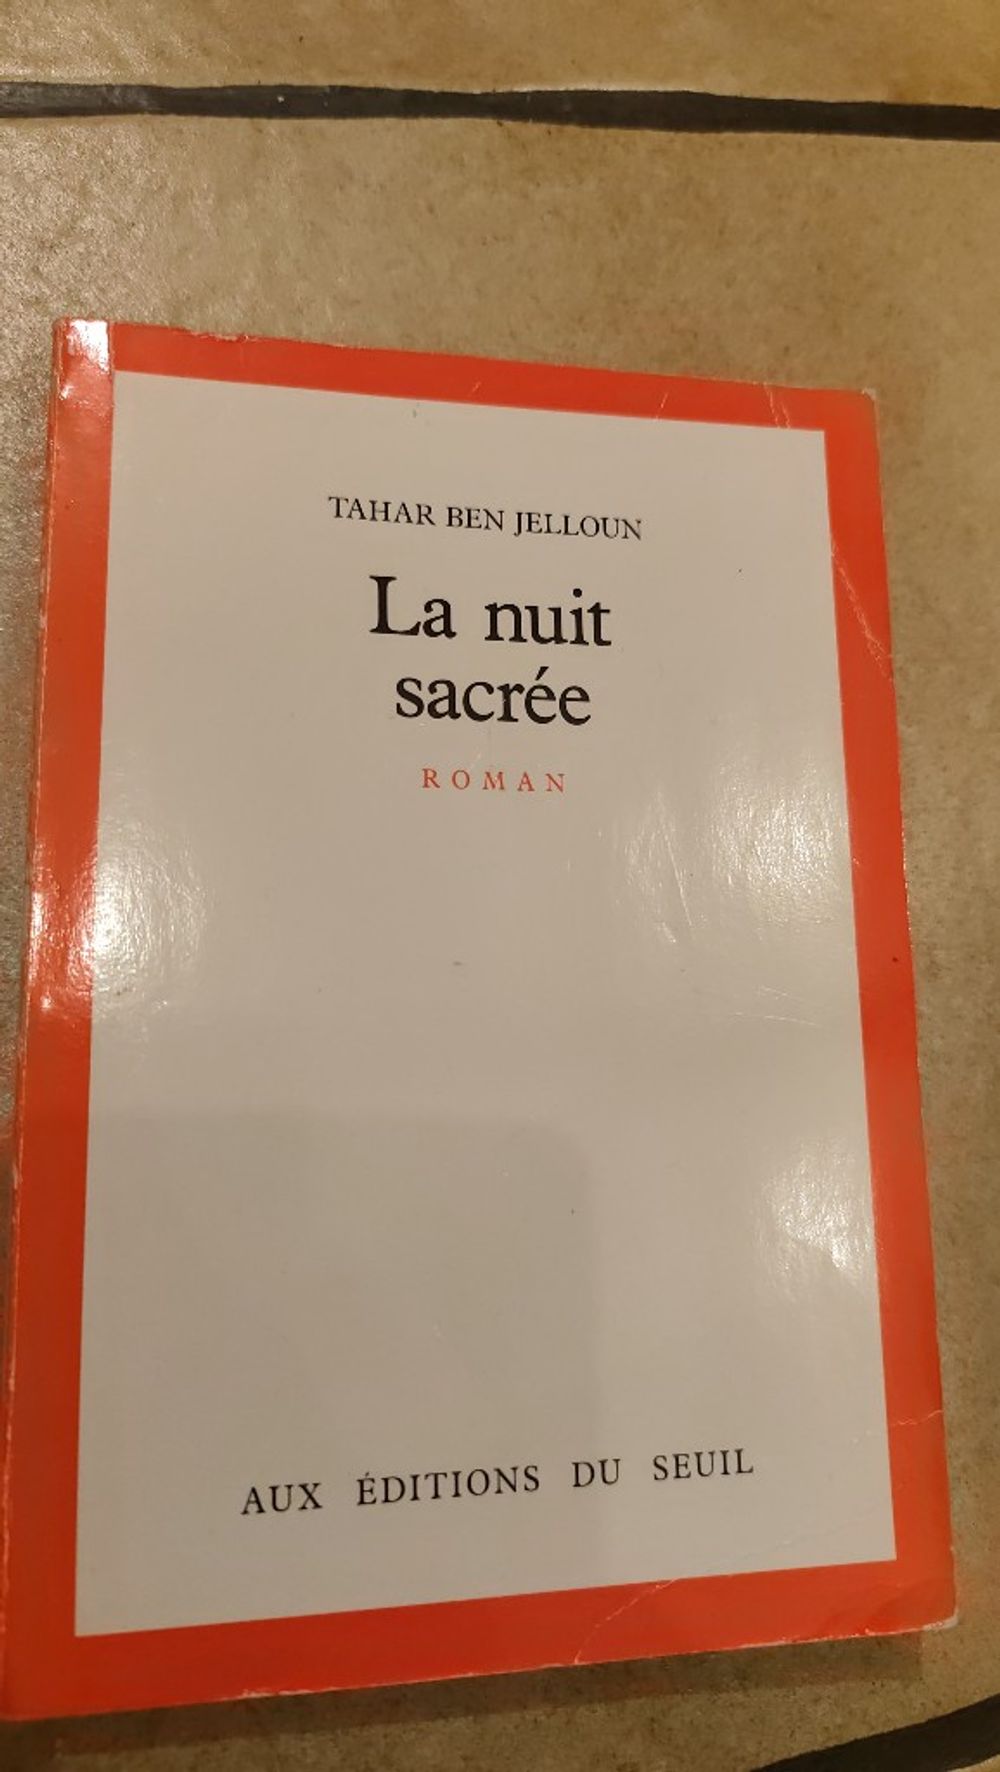 TAHAR BEN JELLOUN
La nuit
sacrée
ROMAN
AUX ÉDITIONS DU SEUIL